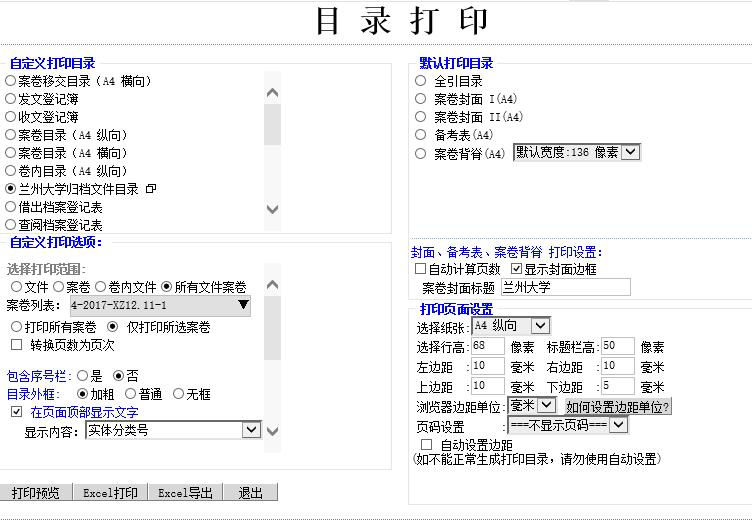 目 录 打 印
自定义打印目录
案卷移交目录（A4 横向）
发文登记簿
收文登记簿
案卷目录（A4 纵向）
案卷目录（A4 横向）
卷内目录（A4 纵向）
兰州大学归档文件目录
借出档案登记表
查阅档案登记表
自定义打印选项:
选择打印范围:
文件 案卷 卷内文件 所有文件案卷
案卷列表: 4-2017-XZ12.11-1
打印所有案卷 仅打印所选案卷
转换页数为页次
包含序号栏: 是 否
目录外框: 加粗 普通 无框
在页面顶部显示文字
显示内容: 实体分类号
打印预览 Excel打印 Excel导出 退出
默认打印目录
全引目录
案卷封面 I(A4)
案卷封面 II(A4)
备考表(A4)
案卷背脊(A4) 默认宽度:136 像素
封面、备考表、案卷背脊 打印设置:
自动计算页数 显示封面边框
案卷封面标题 兰州大学
打印页面设置
选择纸张: A4 纵向
选择行高: 68 像素 标题栏高: 50 像素
左边距 : 10 毫米 右边距 : 10 毫米
上边距 : 10 毫米 下边距 : 5 毫米
浏览器边距单位: 毫米 如何设置边距单位?
页码设置 : ===不显示页码===
自动设置边距
(如不能正常生成打印目录，请勿使用自动设置)